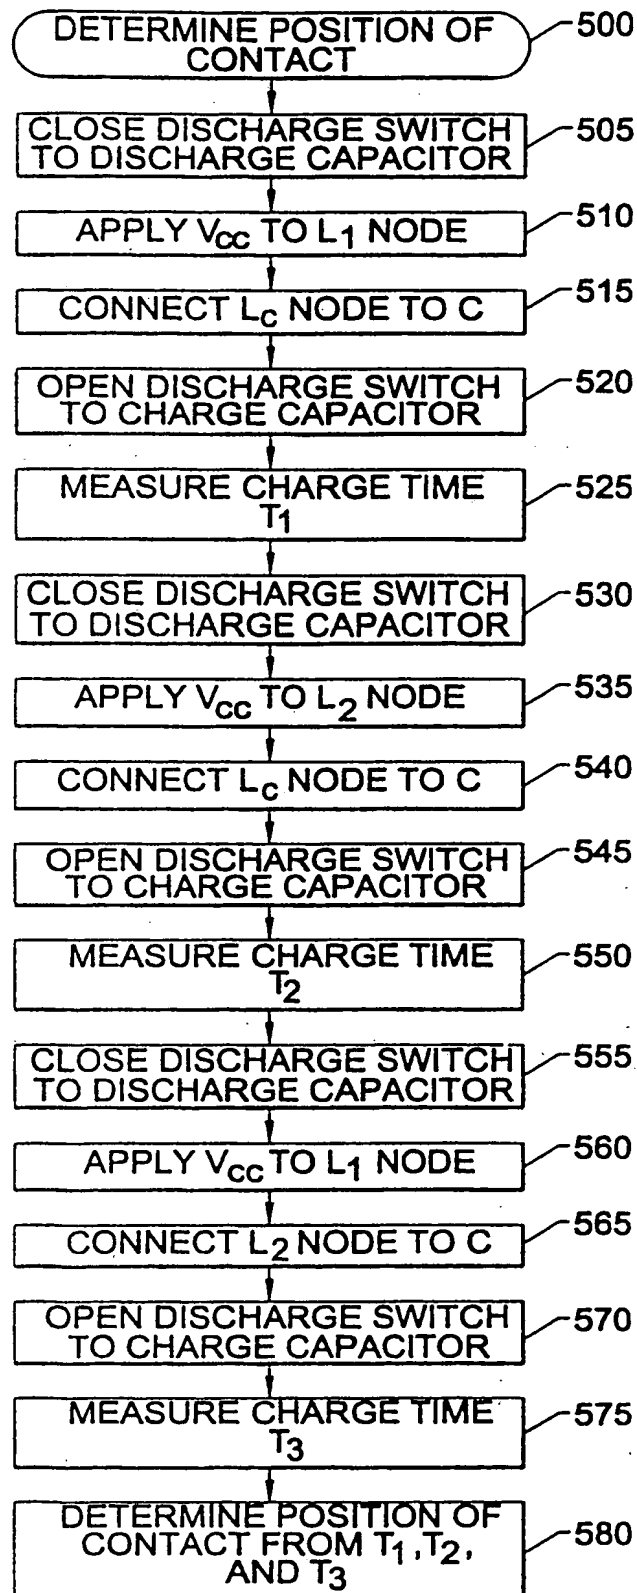 DETERMINE POSITION OF
CONTACT
500
CLOSE DISCHARGE SWITCH
TO DISCHARGE CAPACITOR
505
APPLY VCC TO L1 NODE
510
CONNECT LC NODE TO C
515
OPEN DISCHARGE SWITCH
TO CHARGE CAPACITOR
520
MEASURE CHARGE TIME
T1
525
CLOSE DISCHARGE SWITCH
TO DISCHARGE CAPACITOR
530
APPLY VCC TO L2 NODE
535
CONNECT LC NODE TO C
540
OPEN DISCHARGE SWITCH
TO CHARGE CAPACITOR
545
MEASURE CHARGE TIME
T2
550
CLOSE DISCHARGE SWITCH
TO DISCHARGE CAPACITOR
555
APPLY VCC TO L1 NODE
560
CONNECT L2 NODE TO C
565
OPEN DISCHARGE SWITCH
TO CHARGE CAPACITOR
570
MEASURE CHARGE TIME
T3
575
DETERMINE POSITION OF
CONTACT FROM T1, T2,
AND T3
580